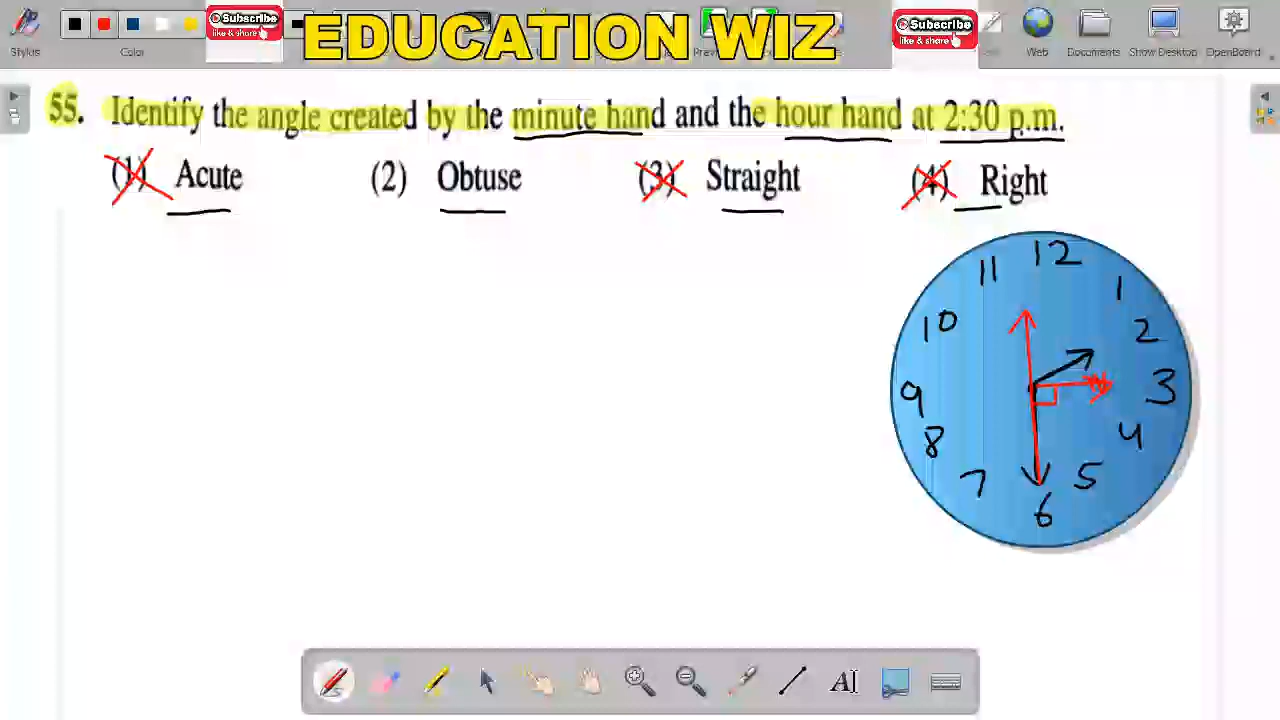 Subscribe
like & share
EDUCATION WIZ
Subscribe
like & share
Stylus
Color
Web
Documents
Show Desktop
OpenBoard
55. Identify the angle created by the minute hand and the hour hand at 2:30 p.m.
(1) Acute (2) Obtuse (3) Straight (4) Right
12
11
1
10
2
9
3
8
4
7
5
6
AI